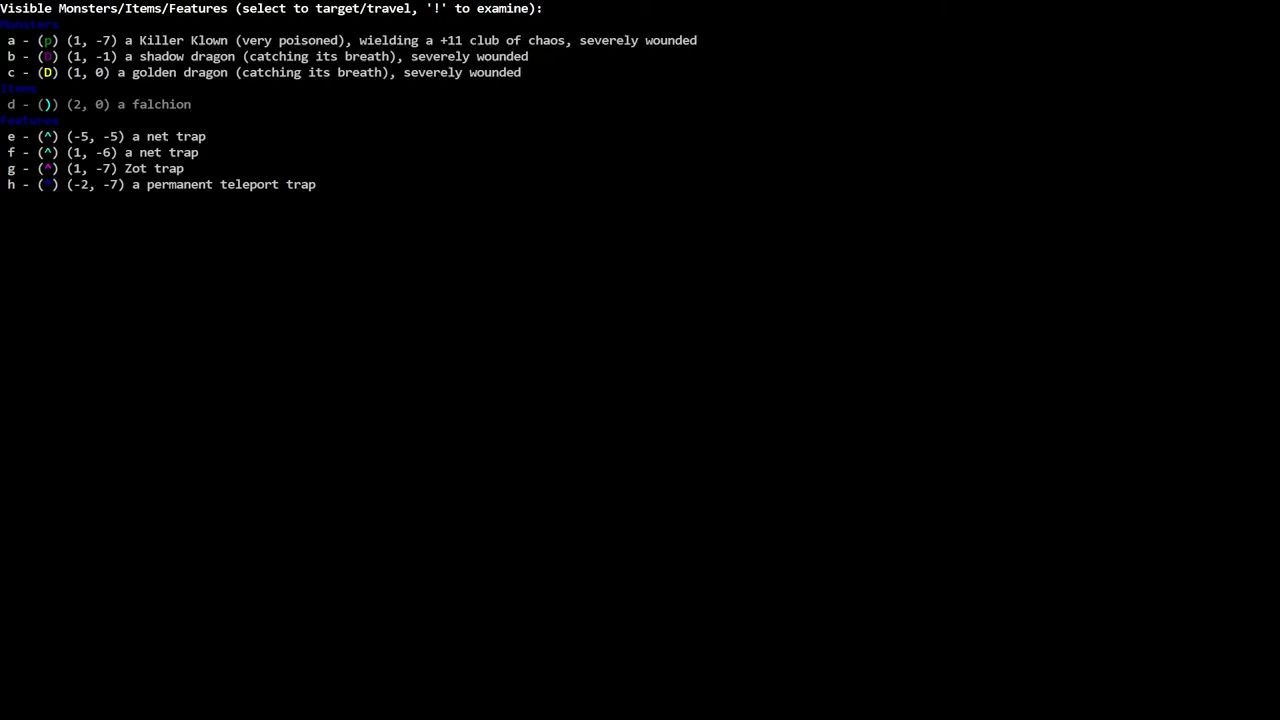 Visible Monsters/Items/Features (select to target/travel, '!' to examine):
Monsters
a - (p) (1, -7) a Killer Klown (very poisoned), wielding a +11 club of chaos, severely wounded
b - (D) (1, -1) a shadow dragon (catching its breath), severely wounded
c - (D) (1, 0) a golden dragon (catching its breath), severely wounded
Items
d - ()) (2, 0) a falchion
Features
e - (^) (-5, -5) a net trap
f - (^) (1, -6) a net trap
g - (^) (1, -7) Zot trap
h - (^) (-2, -7) a permanent teleport trap